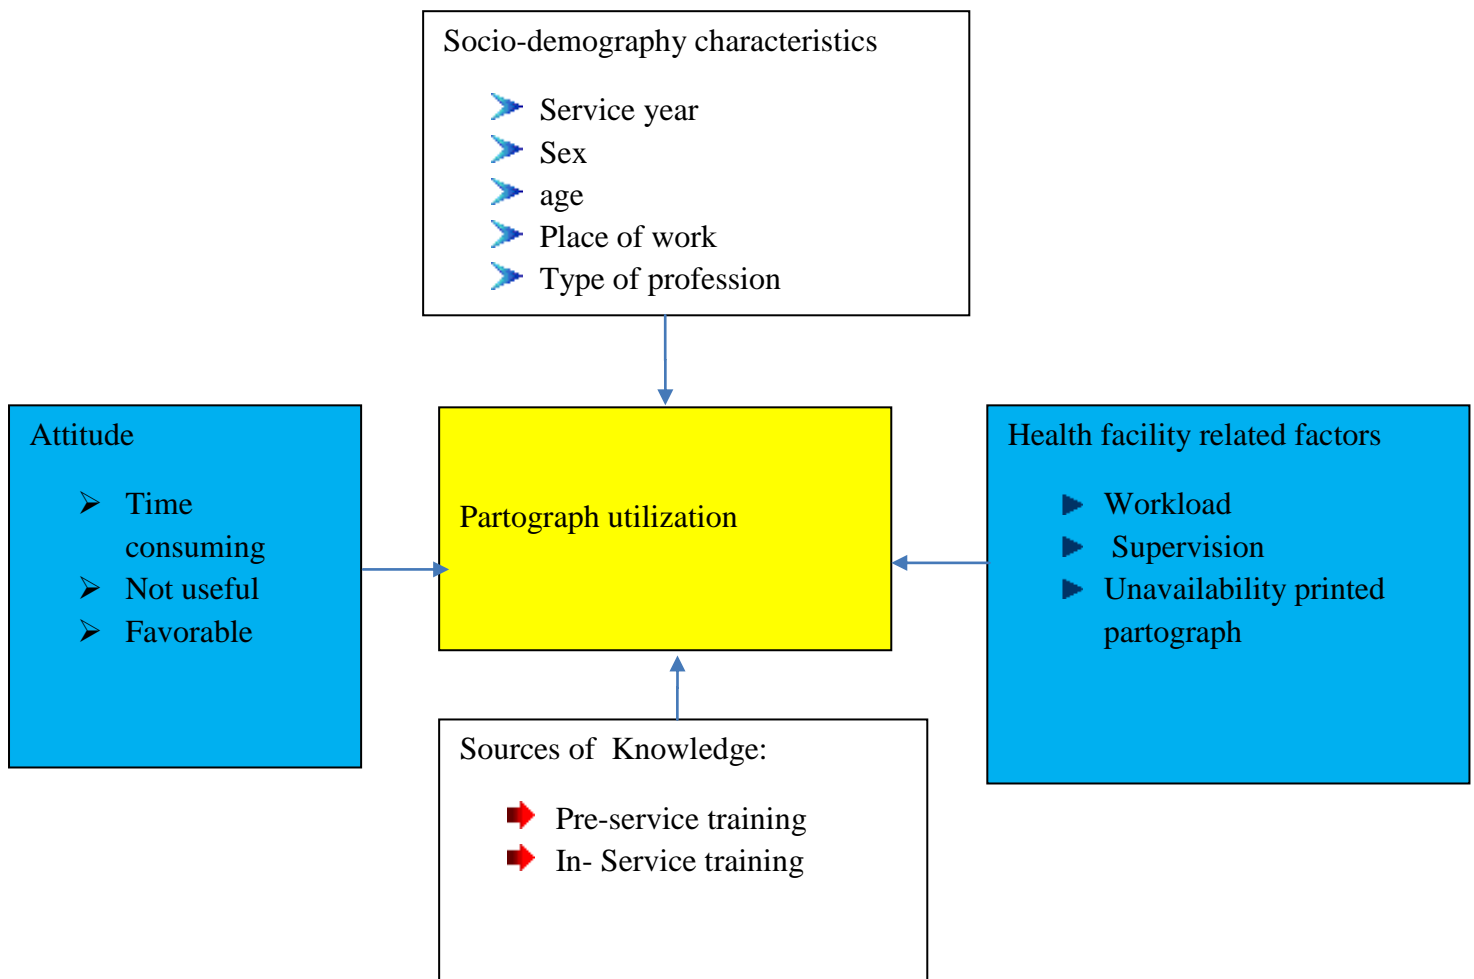 Socio-demography characteristics
Service year
Sex
age
Place of work
Type of profession
Attitude
Time
consuming
Not useful
Favorable
Partograph utilization
Health facility related factors
Workload
Supervision
Unavailability printed
partograph
Sources of  Knowledge:
Pre-service training
In- Service training